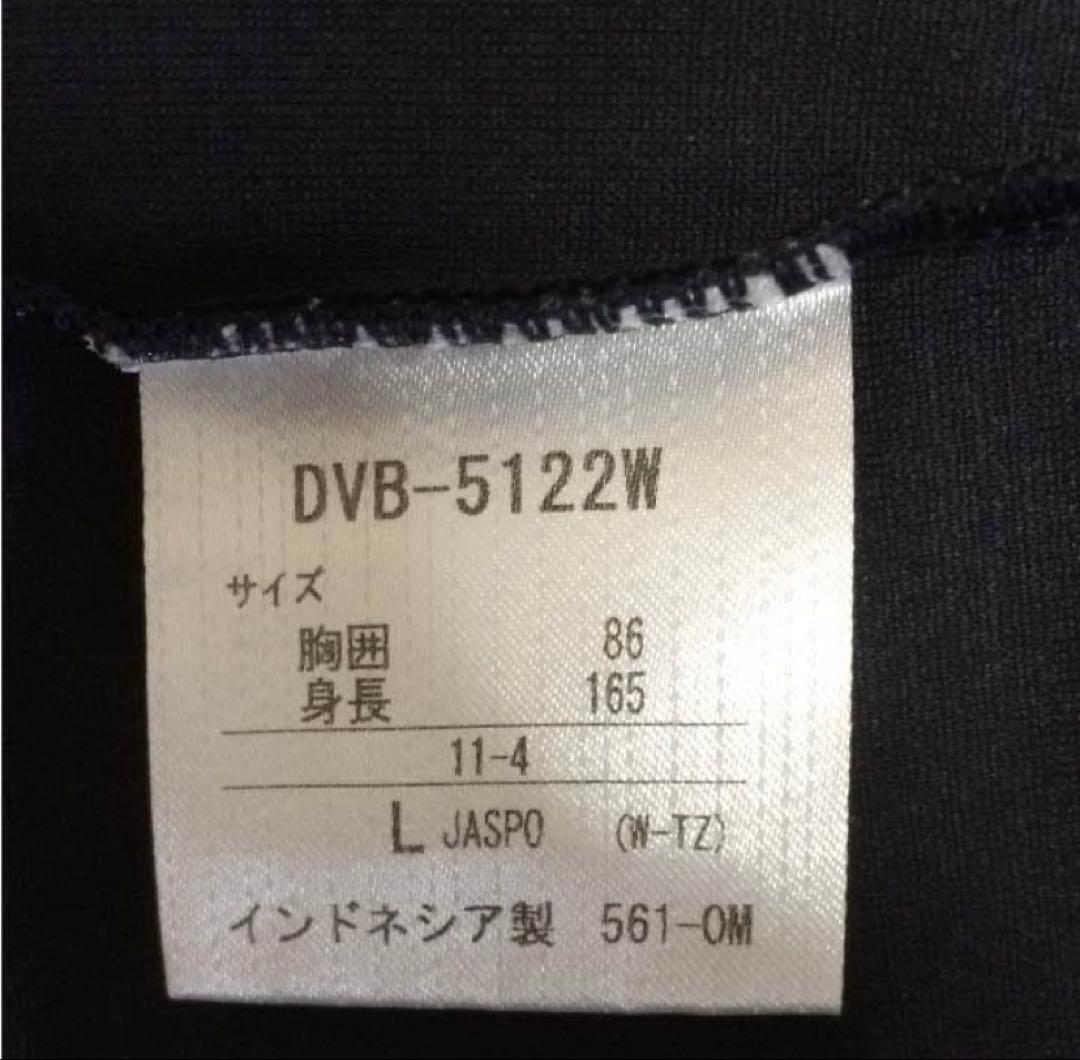 DVB-5122W
サイズ
胸囲 86
身長 165
11-4
L JASPO (W-TZ)
インドネシア製 561-OM